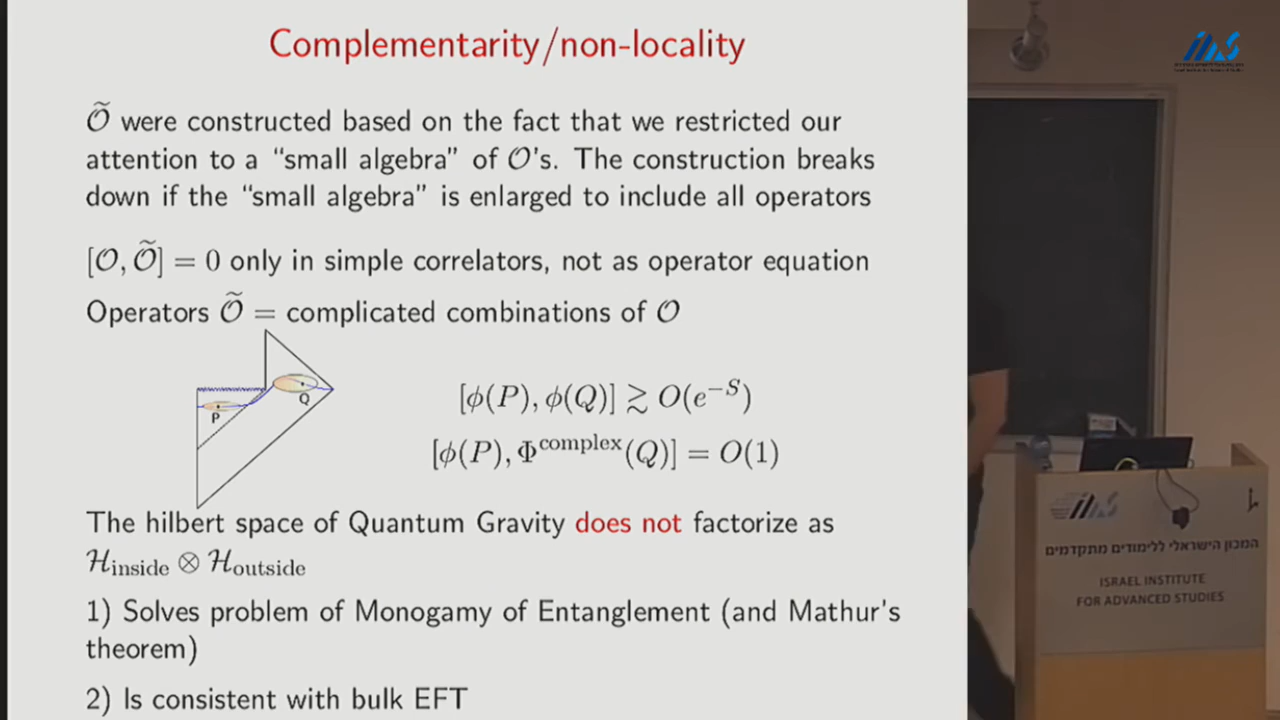 Complementarity/non-locality
𝒪̃ were constructed based on the fact that we restricted our
attention to a "small algebra" of 𝒪's. The construction breaks
down if the "small algebra" is enlarged to include all operators
[𝒪, 𝒪̃] = 0 only in simple correlators, not as operator equation
Operators 𝒪̃ = complicated combinations of 𝒪
P
Q
[ϕ(P), ϕ(Q)] ≳ O(e^{-S})
[ϕ(P), Φ^{complex}(Q)] = O(1)
The hilbert space of Quantum Gravity does not factorize as
ℋ_{inside} ⊗ ℋ_{outside}
1) Solves problem of Monogamy of Entanglement (and Mathur's
theorem)
2) Is consistent with bulk EFT
המכון הישראלי ללימודים מתקדמים
ISRAEL INSTITUTE
FOR ADVANCED STUDIES